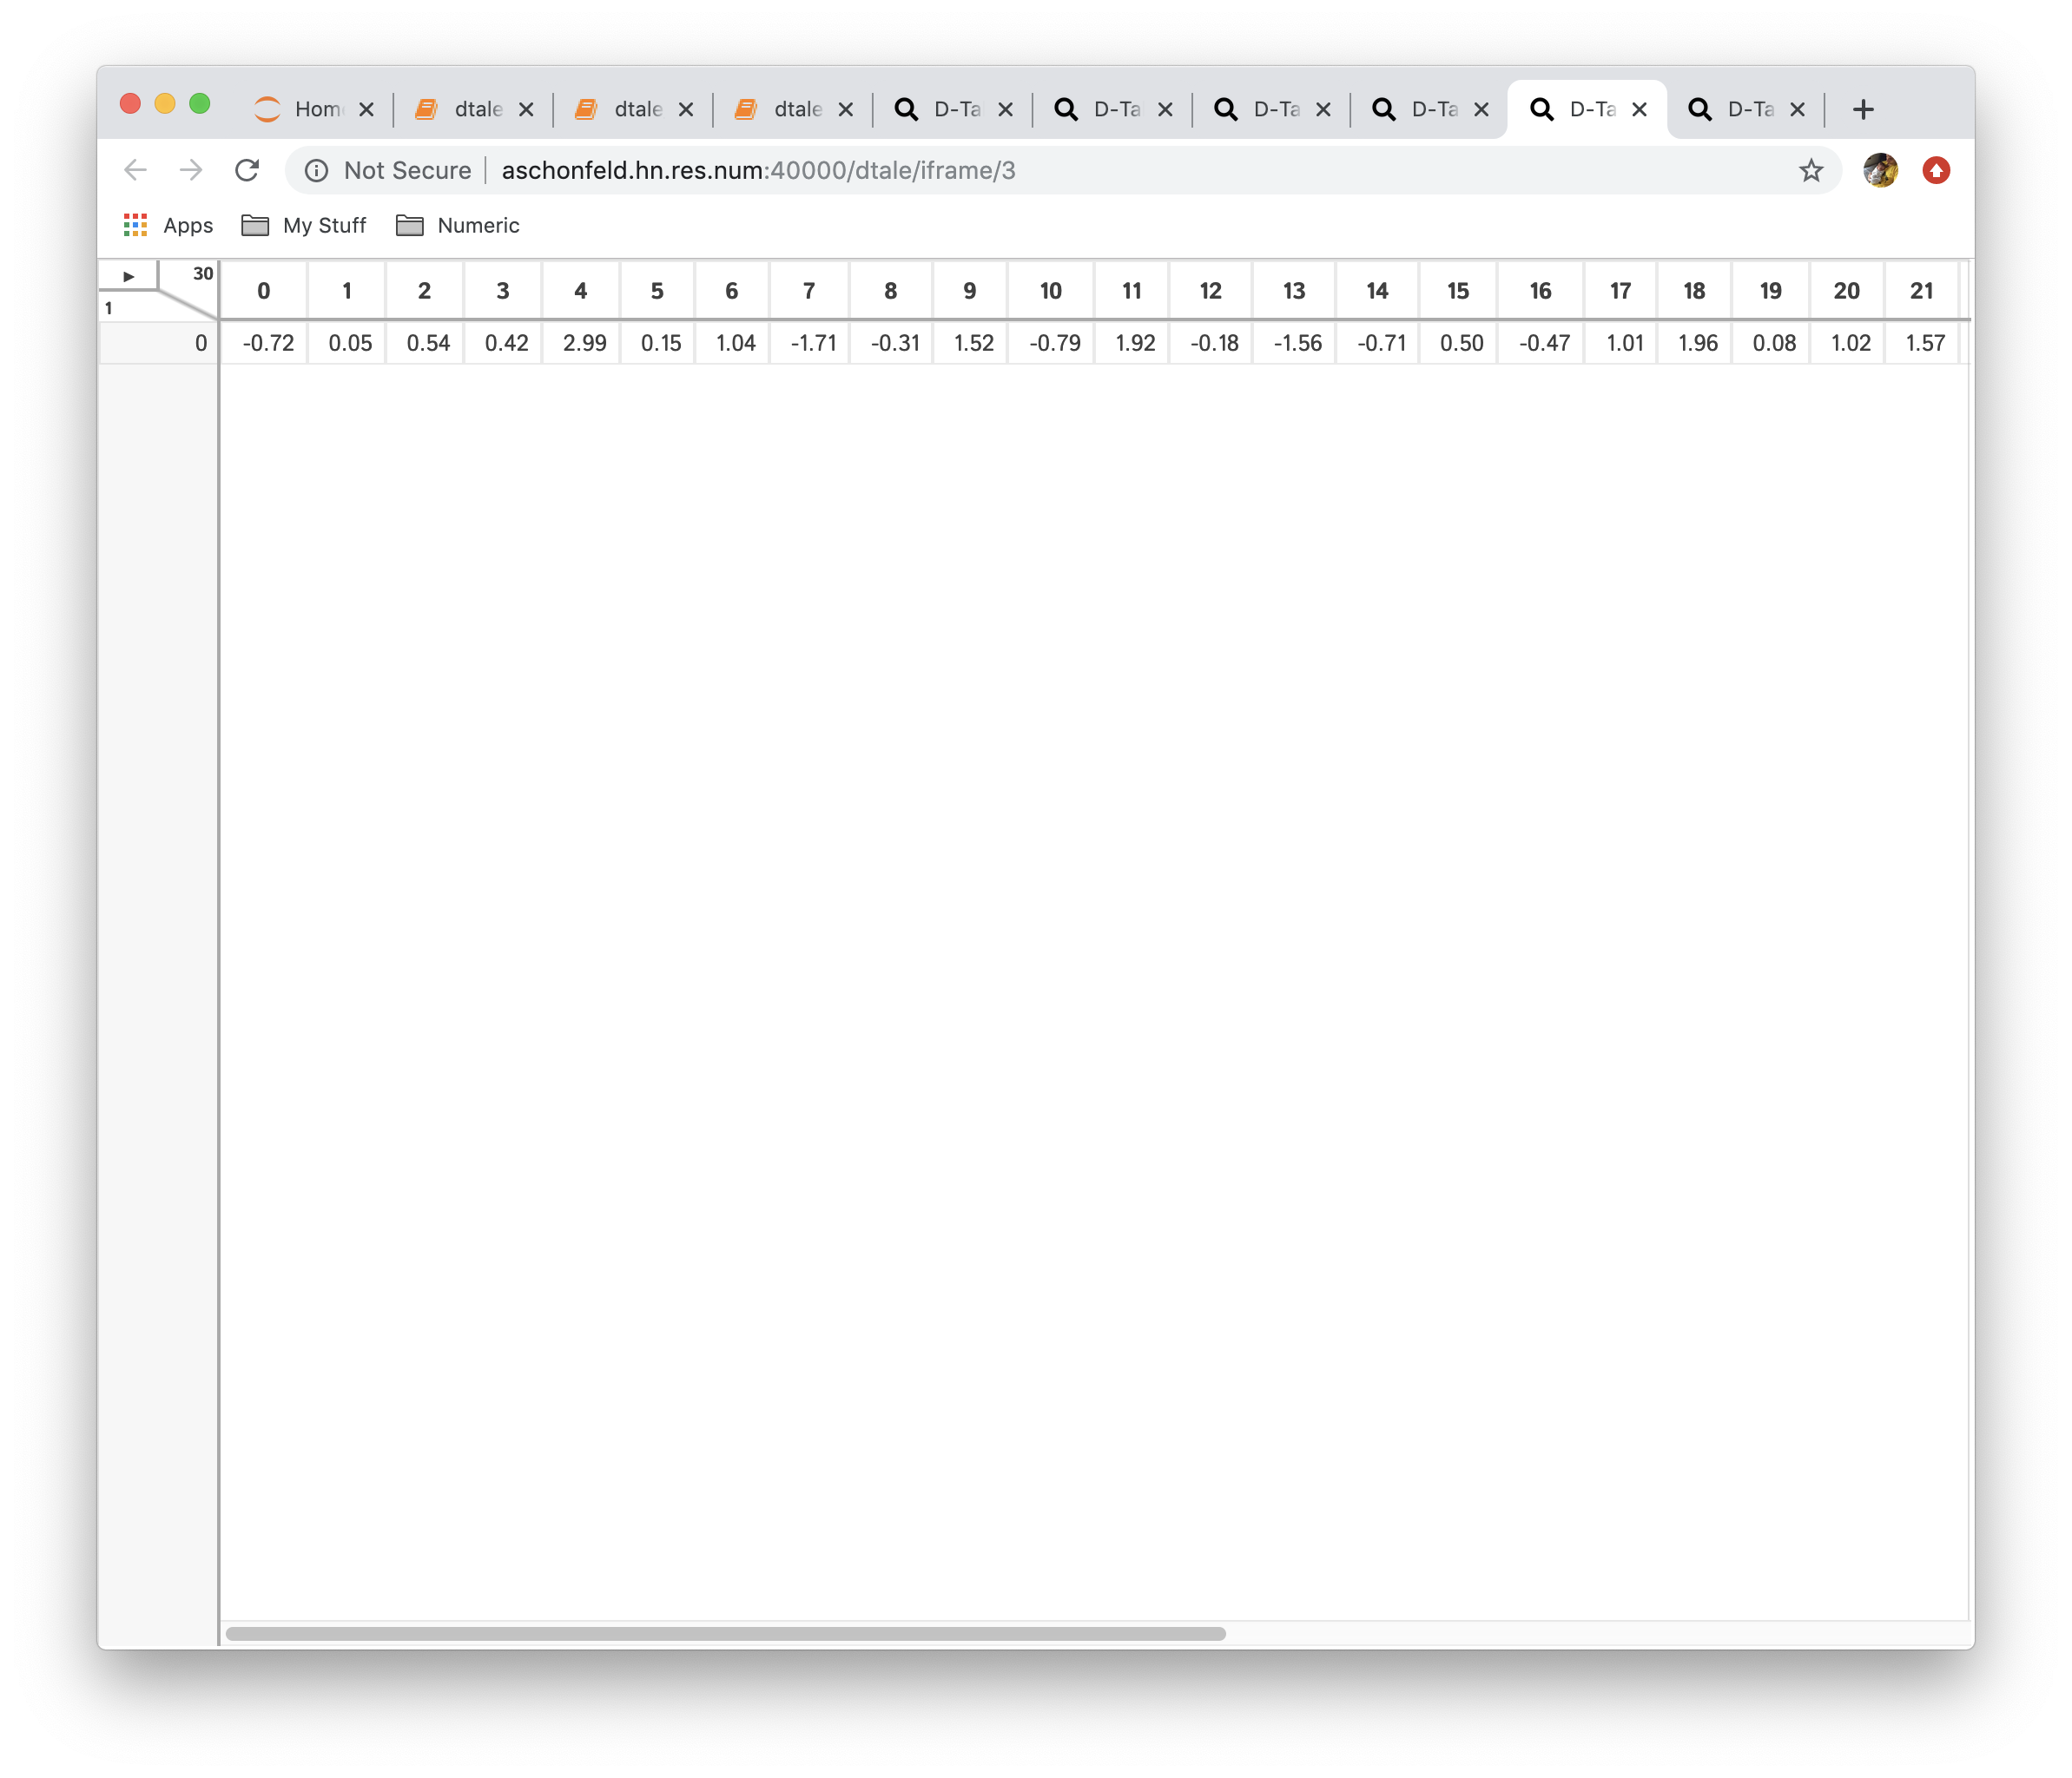 Hom dtale dtale dtale D-Ta D-Ta D-Ta D-Ta D-Ta D-Ta
Not Secure aschonfeld.hn.res.num:40000/dtale/iframe/3
Apps My Stuff Numeric
30
1
0 1 2 3 4 5 6 7 8 9 10 11 12 13 14 15 16 17 18 19 20 21
0 -0.72 0.05 0.54 0.42 2.99 0.15 1.04 -1.71 -0.31 1.52 -0.79 1.92 -0.18 -1.56 -0.71 0.50 -0.47 1.01 1.96 0.08 1.02 1.57